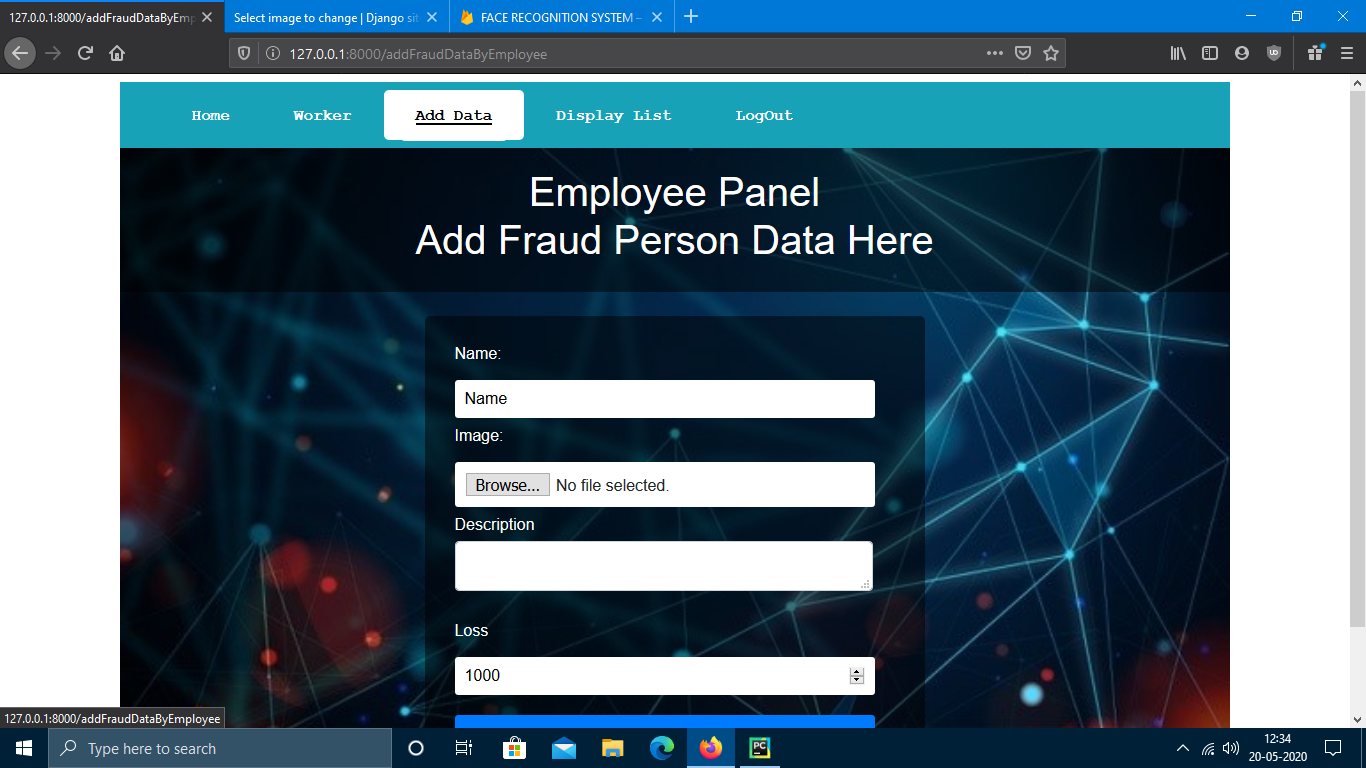 127.0.0.1:8000/addFraudDataByEmp
Select image to change | Django sit
FACE RECOGNITION SYSTEM –
127.0.0.1:8000/addFraudDataByEmployee
Home Worker Add Data Display List LogOut
Employee Panel
Add Fraud Person Data Here
Name:
Name
Image:
Browse... No file selected.
Description
Loss
1000
127.0.0.1:8000/addFraudDataByEmployee
Type here to search
PC
12:34
20-05-2020